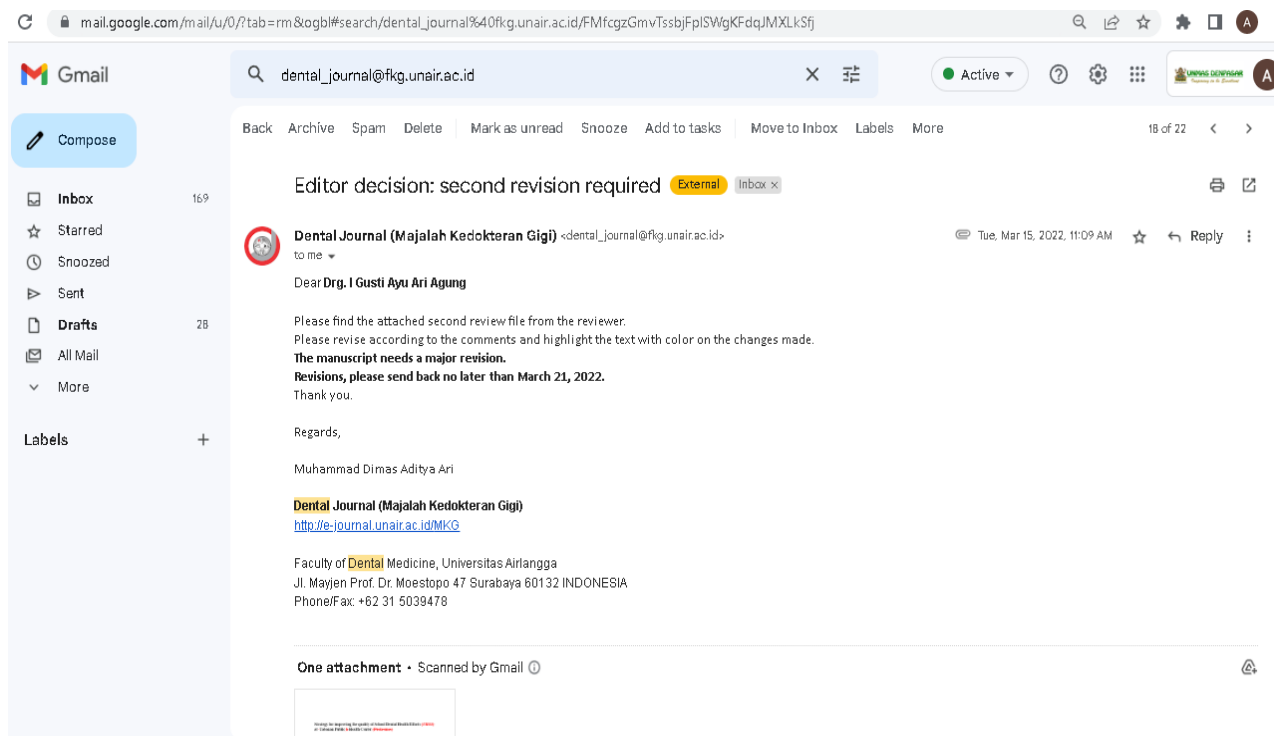 mail.google.com/mail/u/0/?tab=rm&ogbl#search/dental_journal%40fkg.unair.ac.id/FMfcgzGmvTssbjFplSWgKFdqJMXLkSfj
A
Gmail
dental_journal@fkg.unair.ac.id
Active
UNMAS DENPASAR
A
Compose
Back Archive Spam Delete Mark as unread Snooze Add to tasks Move to Inbox Labels More
18 of 22
Inbox 169
Starred
Snoozed
Sent
Drafts 28
All Mail
More
Labels
Editor decision: second revision required External Inbox ×
Dental Journal (Majalah Kedokteran Gigi) <dental_journal@fkg.unair.ac.id>
Tue, Mar 15, 2022, 11:09 AM
Reply
to me
Dear Drg. I Gusti Ayu Ari Agung
Please find the attached second review file from the reviewer.
Please revise according to the comments and highlight the text with color on the changes made.
The manuscript needs a major revision.
Revisions, please send back no later than March 21, 2022.
Thank you.
Regards,
Muhammad Dimas Aditya Ari
Dental Journal (Majalah Kedokteran Gigi)
http://e-journal.unair.ac.id/MKG
Faculty of Dental Medicine, Universitas Airlangga
Jl. Mayjen Prof. Dr. Moestopo 47 Surabaya 60132 INDONESIA
Phone/Fax: +62 31 5039478
One attachment • Scanned by Gmail